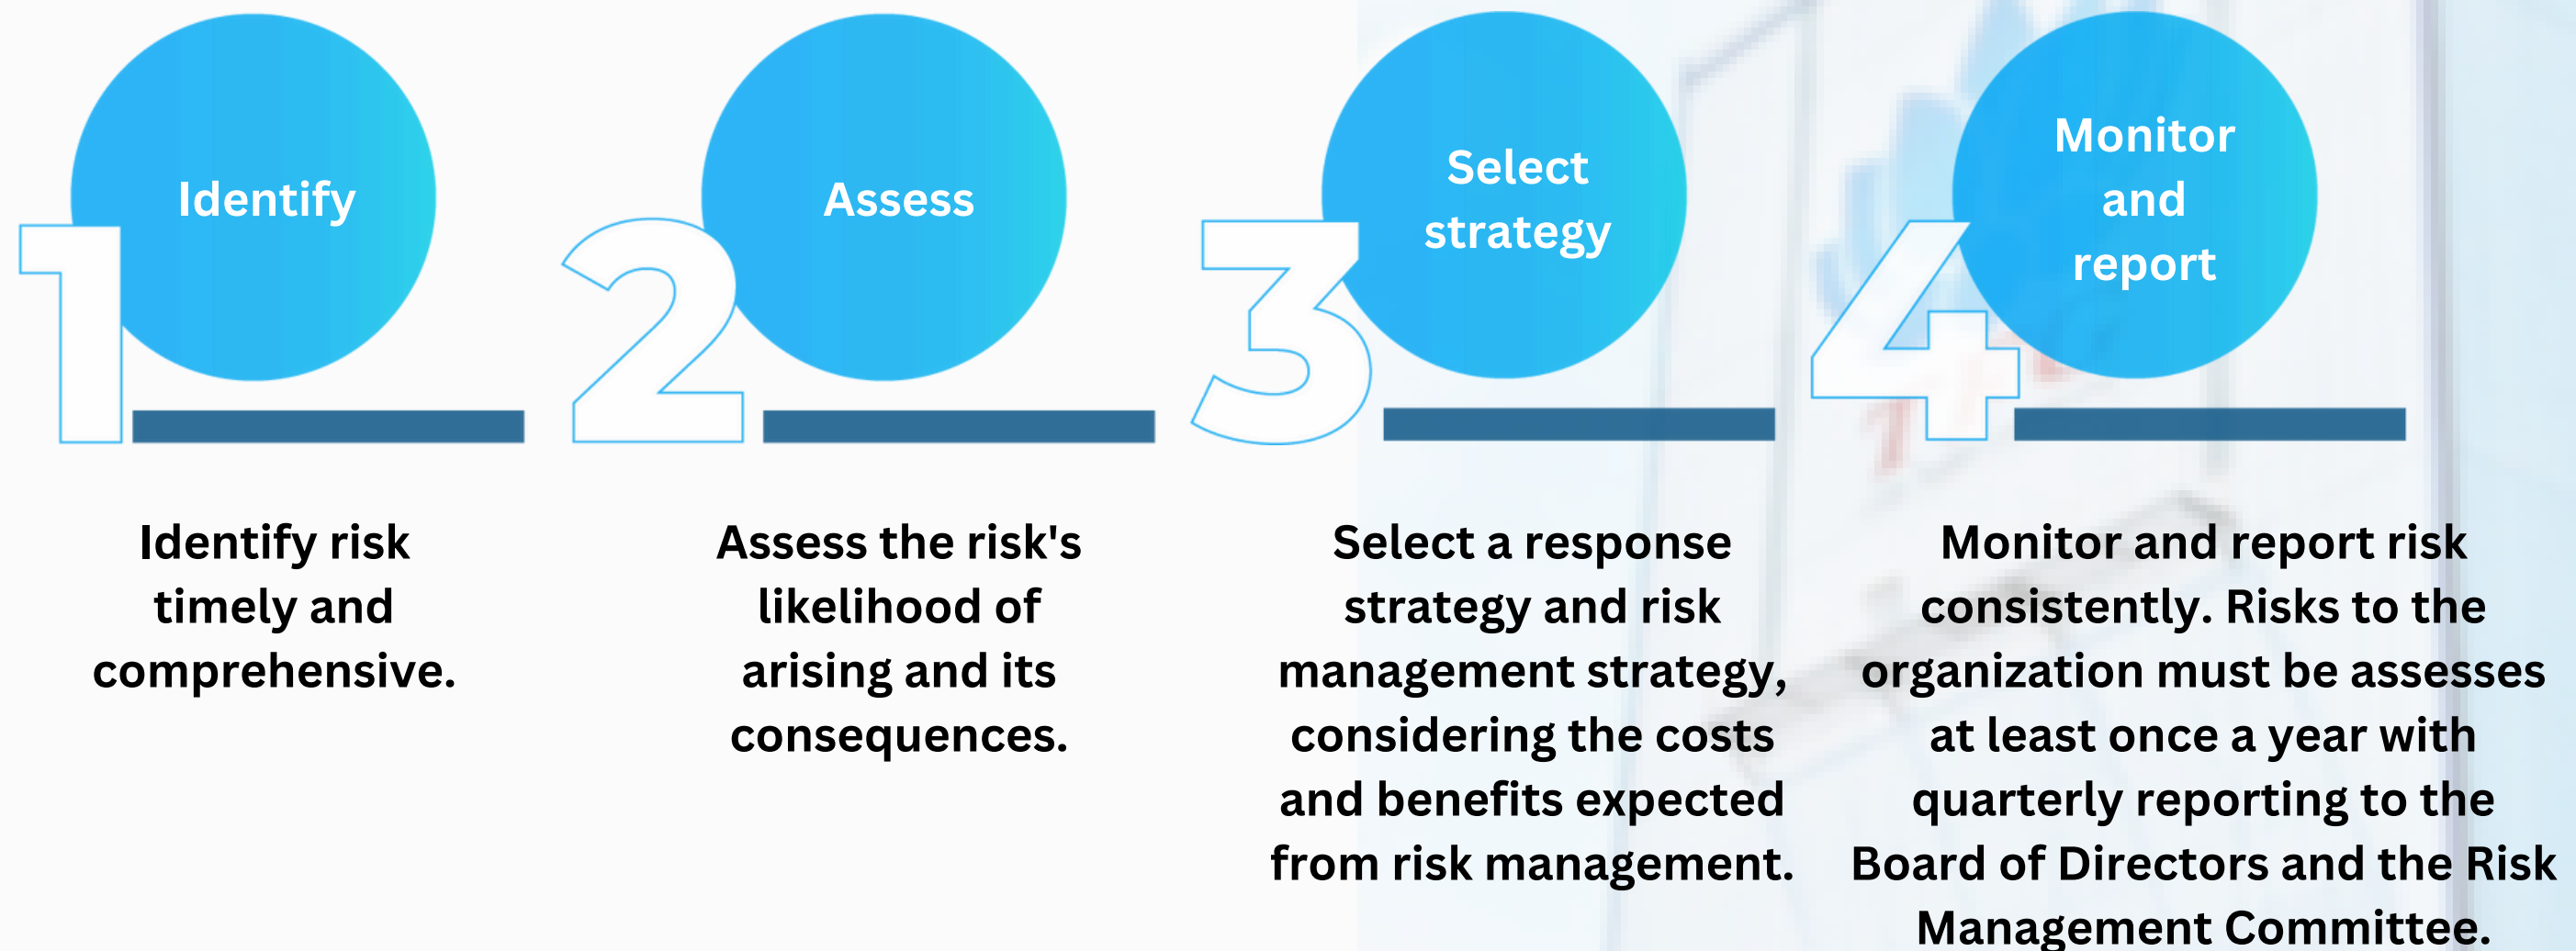 1
Identify
Identify risk
timely and
comprehensive.
2
Assess
Assess the risk's
likelihood of
arising and its
consequences.
3
Select
strategy
Select a response
strategy and risk
management strategy,
considering the costs
and benefits expected
from risk management.
4
Monitor
and
report
Monitor and report risk
consistently. Risks to the
organization must be assesses
at least once a year with
quarterly reporting to the
Board of Directors and the Risk
Management Committee.